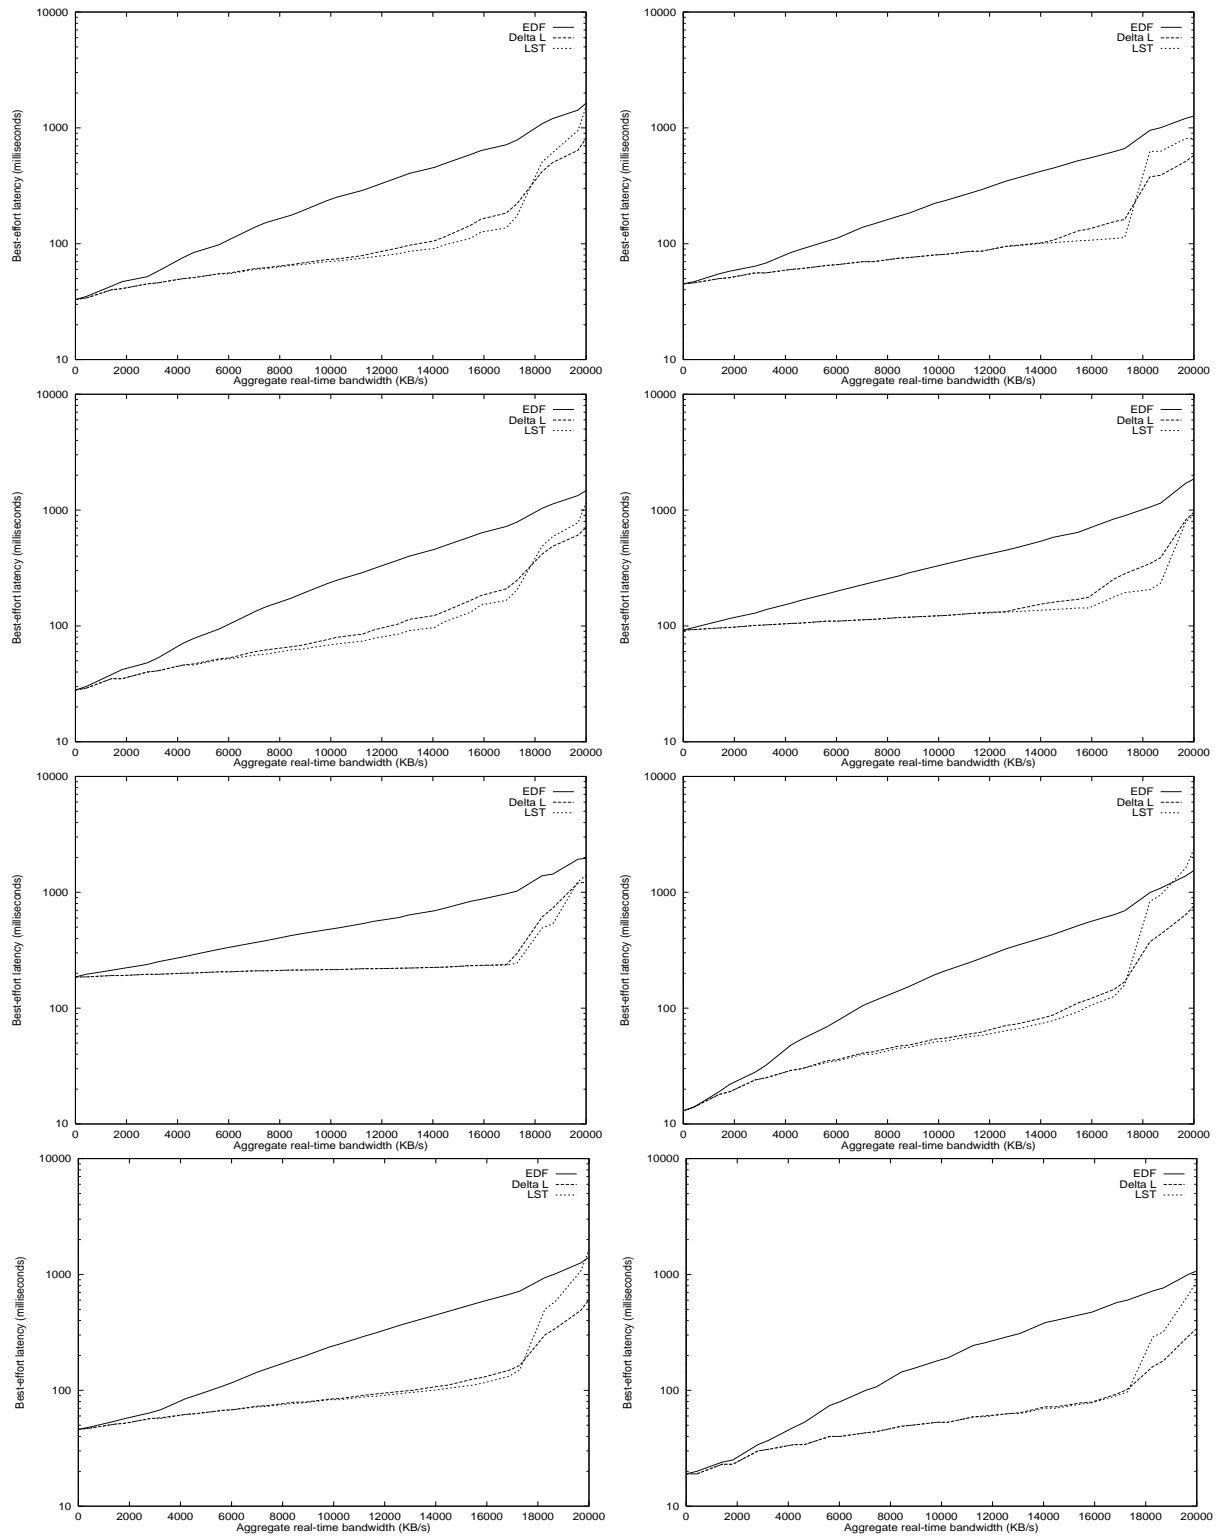 10000
EDF
Delta L
LST
1000
100
10
Best-effort latency (milliseconds)
0 2000 4000 6000 8000 10000 12000 14000 16000 18000 20000
Aggregate real-time bandwidth (KB/s)
10000
EDF
Delta L
LST
1000
100
10
Best-effort latency (milliseconds)
0 2000 4000 6000 8000 10000 12000 14000 16000 18000 20000
Aggregate real-time bandwidth (KB/s)
10000
EDF
Delta L
LST
1000
100
10
Best-effort latency (milliseconds)
0 2000 4000 6000 8000 10000 12000 14000 16000 18000 20000
Aggregate real-time bandwidth (KB/s)
10000
EDF
Delta L
LST
1000
100
10
Best-effort latency (milliseconds)
0 2000 4000 6000 8000 10000 12000 14000 16000 18000 20000
Aggregate real-time bandwidth (KB/s)
10000
EDF
Delta L
LST
1000
100
10
Best-effort latency (milliseconds)
0 2000 4000 6000 8000 10000 12000 14000 16000 18000 20000
Aggregate real-time bandwidth (KB/s)
10000
EDF
Delta L
LST
1000
100
10
Best-effort latency (milliseconds)
0 2000 4000 6000 8000 10000 12000 14000 16000 18000 20000
Aggregate real-time bandwidth (KB/s)
10000
EDF
Delta L
LST
1000
100
10
Best-effort latency (milliseconds)
0 2000 4000 6000 8000 10000 12000 14000 16000 18000 20000
Aggregate real-time bandwidth (KB/s)
10000
EDF
Delta L
LST
1000
100
10
Best-effort latency (milliseconds)
0 2000 4000 6000 8000 10000 12000 14000 16000 18000 20000
Aggregate real-time bandwidth (KB/s)